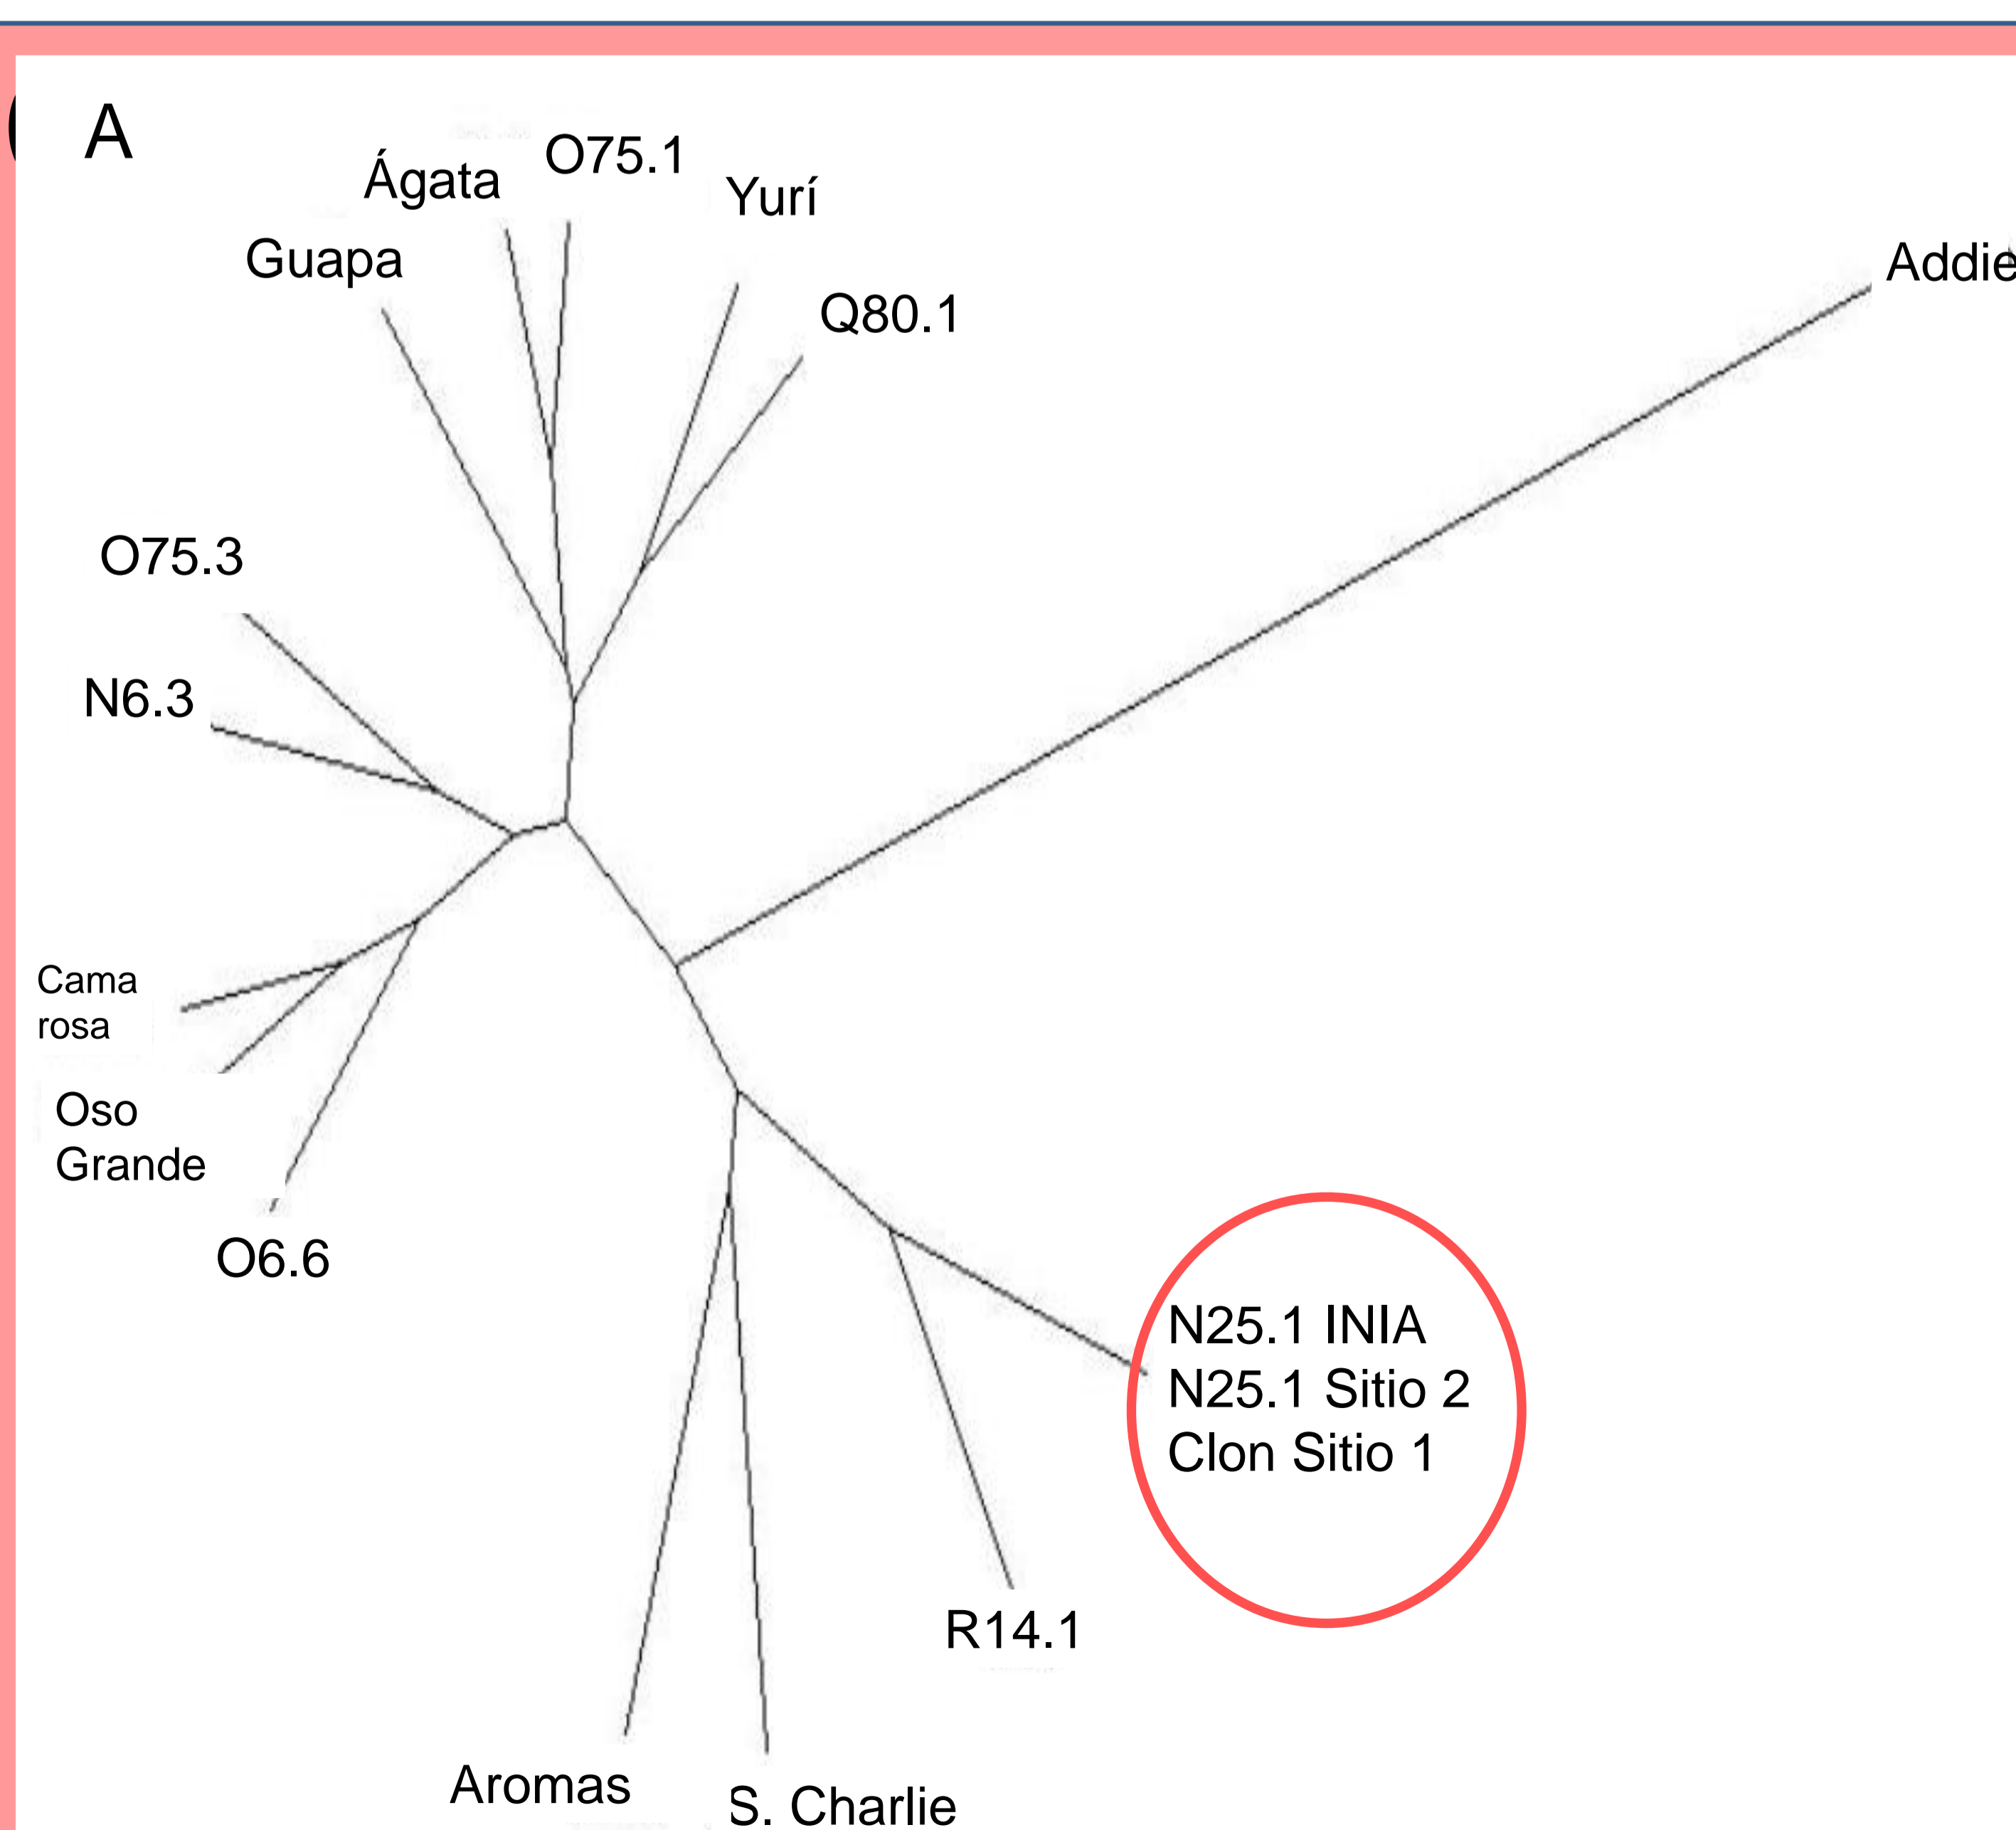 A
Ágata
O75.1
Yurí
Guapa
Addie
Q80.1
O75.3
N6.3
Cama
rosa
Oso
Grande
O6.6
N25.1 INIA
N25.1 Sitio 2
Clon Sitio 1
R14.1
Aromas
S. Charlie